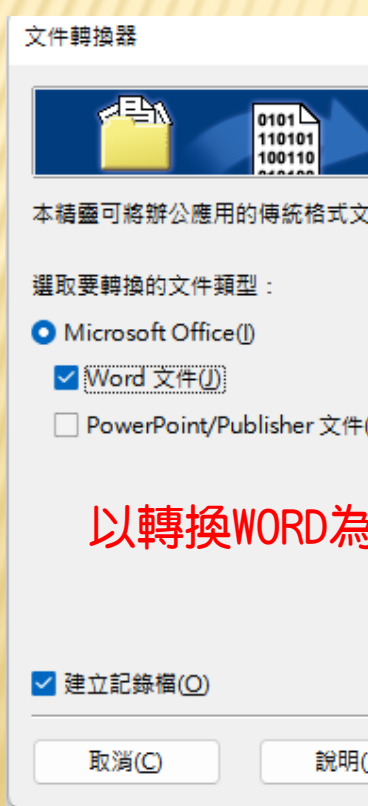 文件轉換器
0101
110101
100110
本精靈可將辦公應用的傳統格式文
選取要轉換的文件類型：
Microsoft Office(I)
Word 文件(J)
PowerPoint/Publisher 文件(
以轉換WORD為
建立記錄檔(O)
取消(C)
說明(